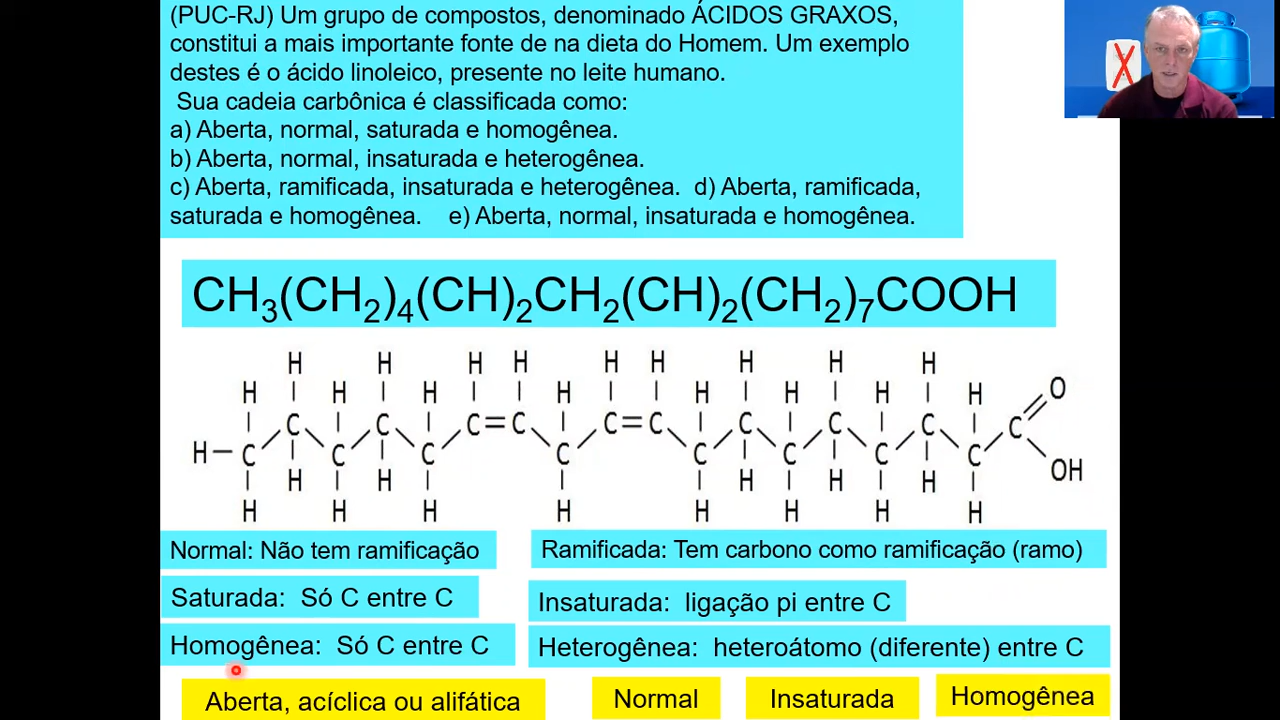 (PUC-RJ) Um grupo de compostos, denominado ÁCIDOS GRAXOS,
constitui a mais importante fonte de na dieta do Homem. Um exemplo
destes é o ácido linoleico, presente no leite humano.
Sua cadeia carbônica é classificada como:
a) Aberta, normal, saturada e homogênea.
b) Aberta, normal, insaturada e heterogênea.
c) Aberta, ramificada, insaturada e heterogênea. d) Aberta, ramificada,
saturada e homogênea. e) Aberta, normal, insaturada e homogênea.
CH₃(CH₂)₄(CH)₂CH₂(CH)₂(CH₂)₇COOH
H H H H H H H
H H H H H H H H O
C C C=C C=C C C C C
H–C C C C C C C C OH
H H H H H
H H H H H H H
Normal: Não tem ramificação
Ramificada: Tem carbono como ramificação (ramo)
Saturada: Só C entre C
Insaturada: ligação pi entre C
Homogênea: Só C entre C
Heterogênea: heteroátomo (diferente) entre C
Aberta, acíclica ou alifática
Normal
Insaturada
Homogênea